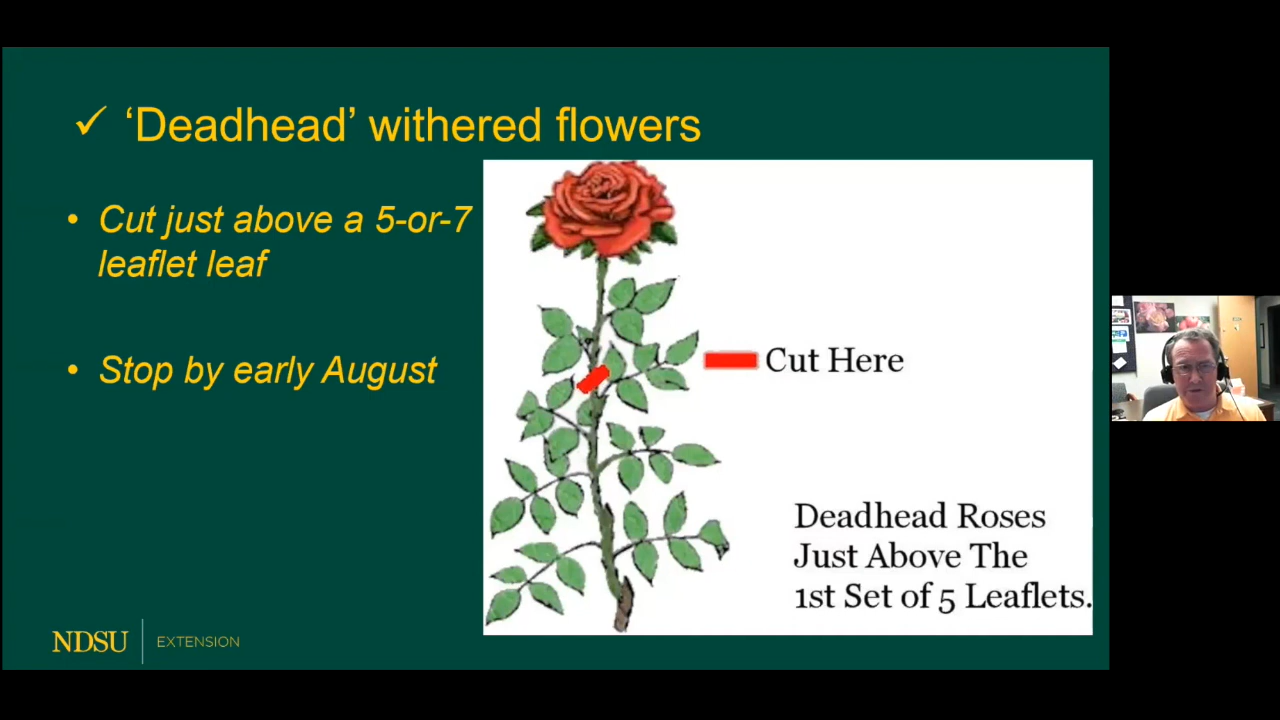 ✓ ‘Deadhead’ withered flowers
• Cut just above a 5-or-7
leaflet leaf
• Stop by early August
Cut Here
Deadhead Roses
Just Above The
1st Set of 5 Leaflets.
NDSU | EXTENSION